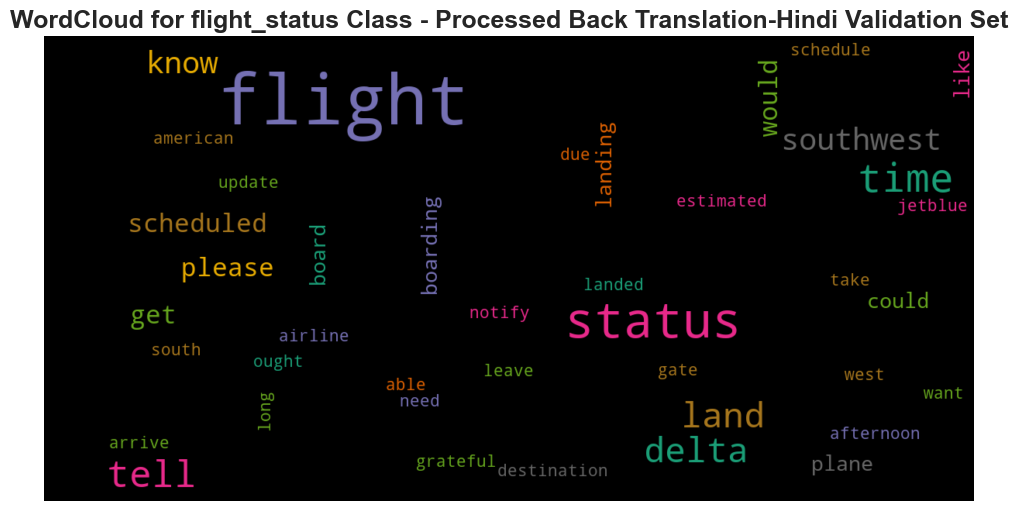 WordCloud for flight_status Class - Processed Back Translation-Hindi Validation Set
know
flight
schedule
would
like
american
due
landing
southwest
update
time
estimated
jetblue
scheduled
board
boarding
please
landed
take
could
get
notify
status
airline
south
ought
leave
gate
west
able
need
want
long
land
afternoon
arrive
delta
tell
grateful
destination
plane